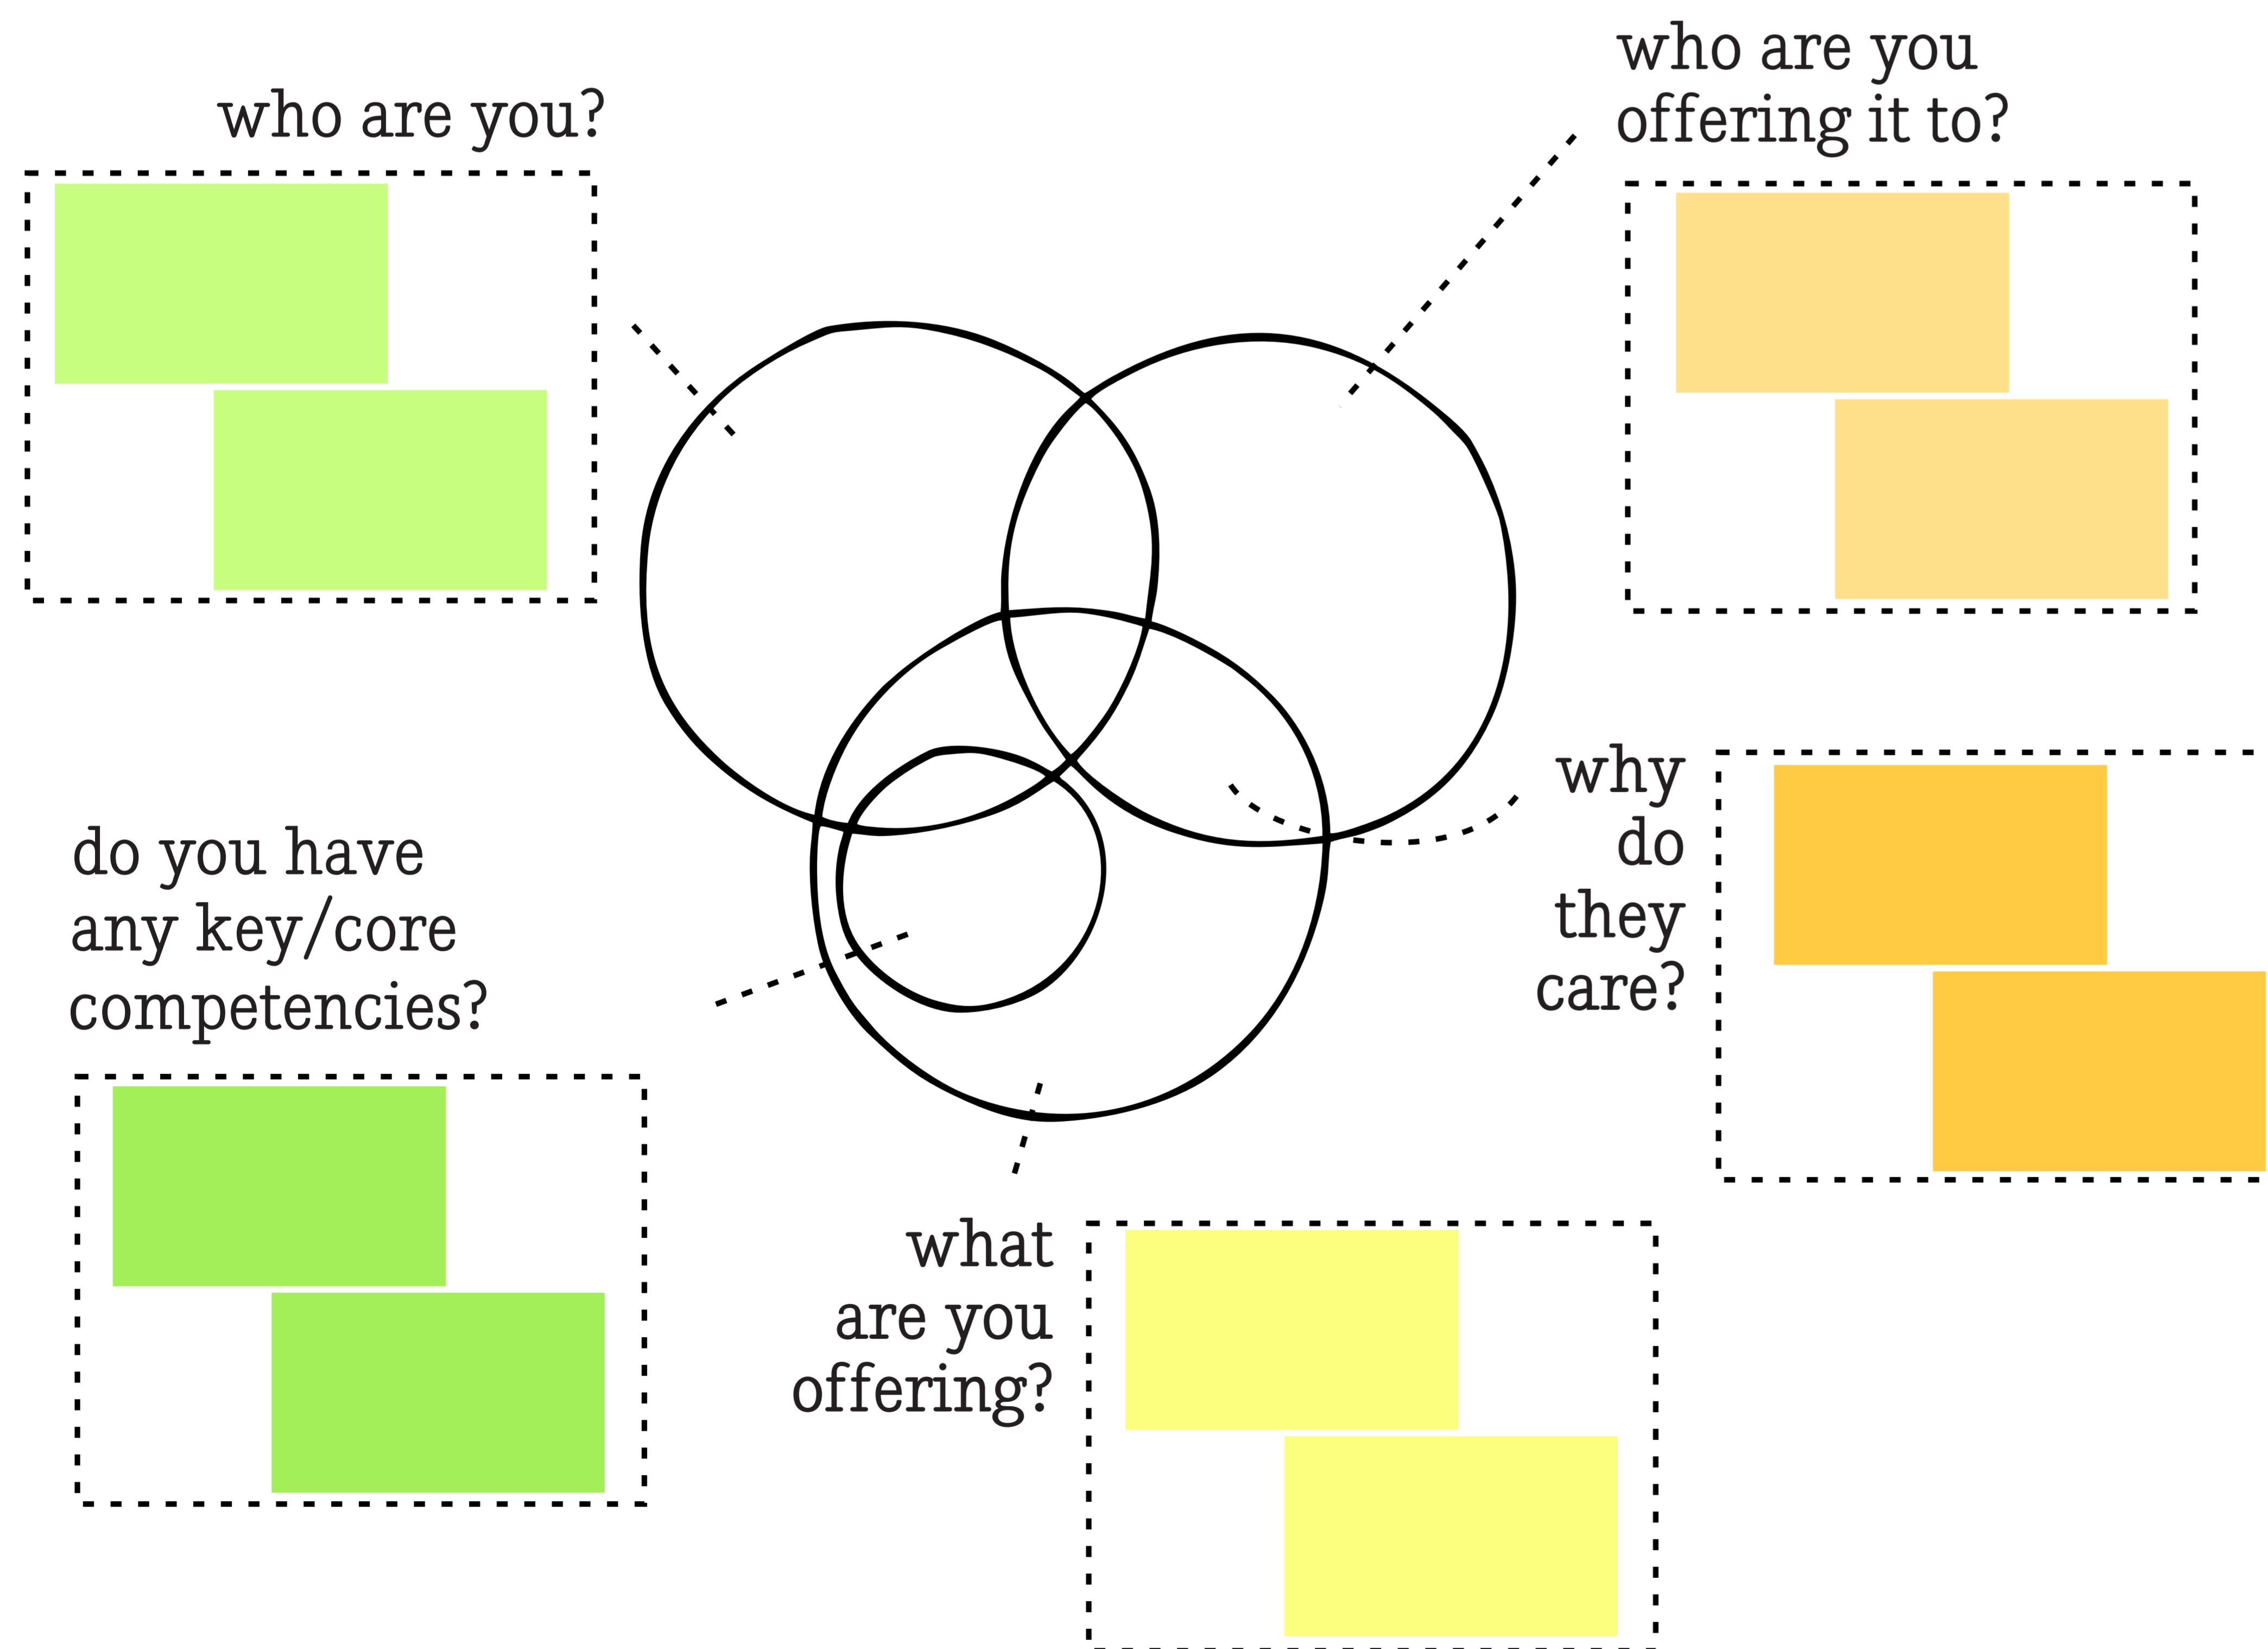 who are you?
who are you
offering it to?
why
do
they
care?
do you have
any key/core
competencies?
what
are you
offering?